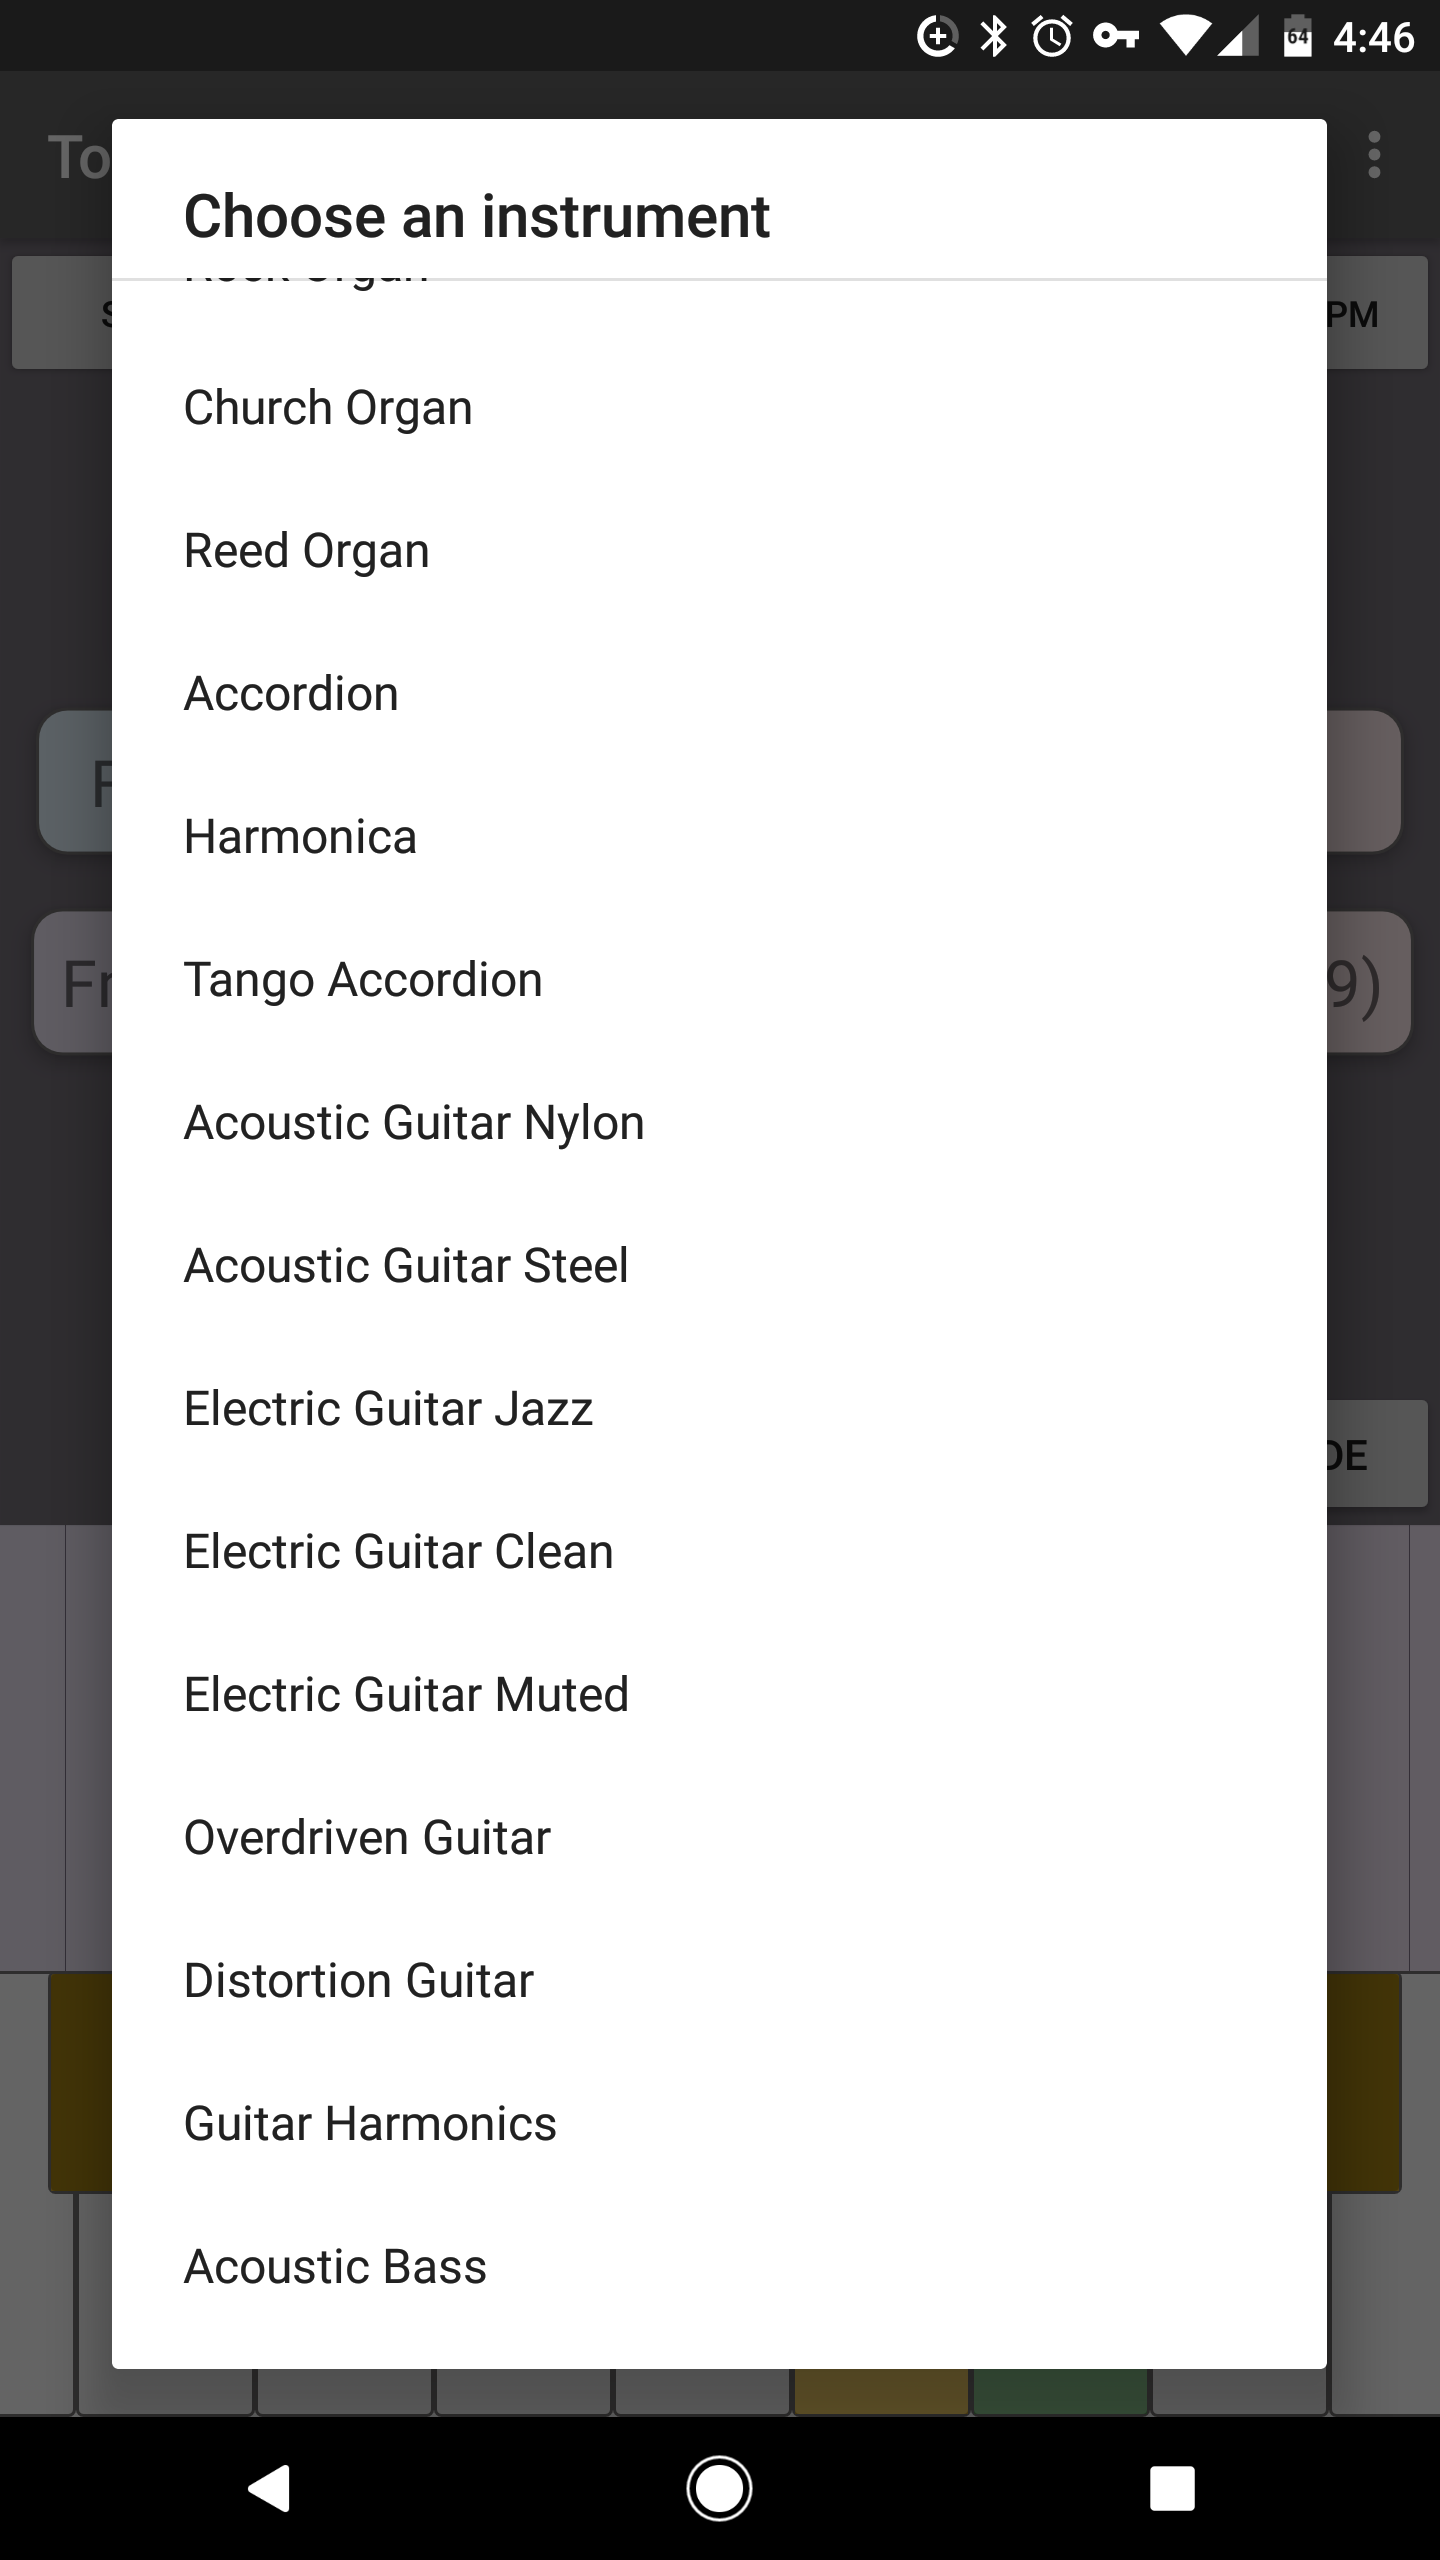 64 4:46
To
Choose an instrument
Rock Organ
PM
Church Organ
Reed Organ
Accordion
F
Harmonica
Tango Accordion
9)
Acoustic Guitar Nylon
Acoustic Guitar Steel
Electric Guitar Jazz
DE
Electric Guitar Clean
Electric Guitar Muted
Overdriven Guitar
Distortion Guitar
Guitar Harmonics
Acoustic Bass